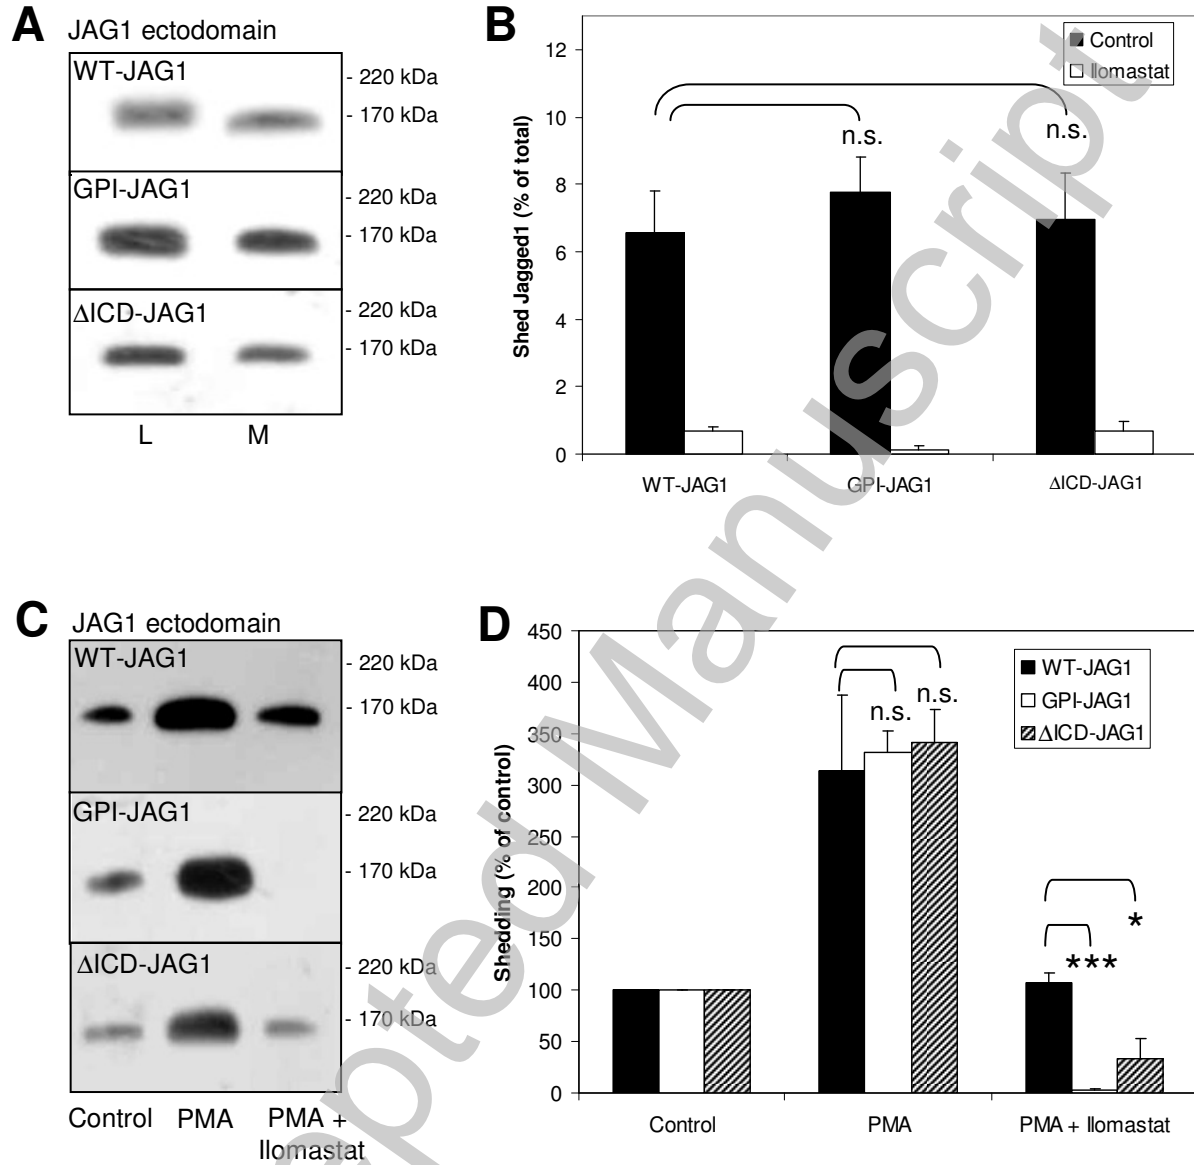 A
JAG1 ectodomain
WT-JAG1
- 220 kDa
- 170 kDa
GPI-JAG1
- 220 kDa
- 170 kDa
ΔICD-JAG1
- 220 kDa
- 170 kDa
L M
B
Control
Ilomastat
Shed Jagged1 (% of total)
12
10
8
6
4
2
0
n.s.
n.s.
WT-JAG1 GPI-JAG1 ΔICD-JAG1
C
JAG1 ectodomain
WT-JAG1
- 220 kDa
- 170 kDa
GPI-JAG1
- 220 kDa
- 170 kDa
ΔICD-JAG1
- 220 kDa
- 170 kDa
Control PMA PMA +
Ilomastat
D
WT-JAG1
GPI-JAG1
ΔICD-JAG1
Shedding (% of control)
450
400
350
300
250
200
150
100
50
0
n.s.
n.s.
*
***
Control PMA PMA + Ilomastat
pted Manuscript